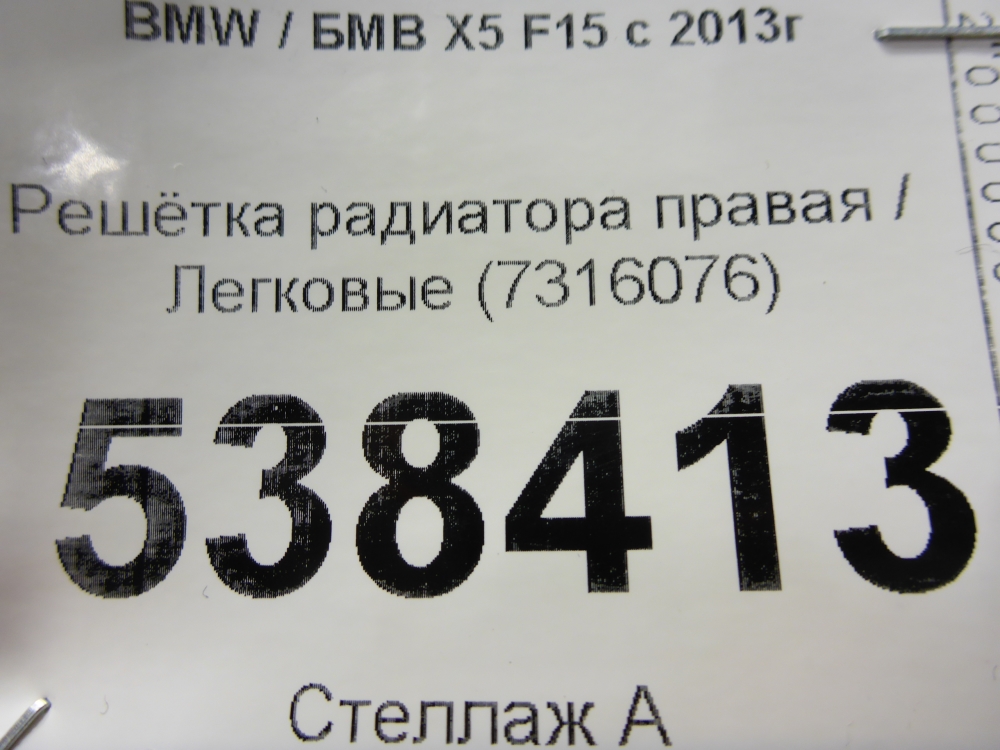 BMW / БМВ X5 F15 с 2013г
Решётка радиатора правая /
Легковые (7316076)
538413
Стеллаж А